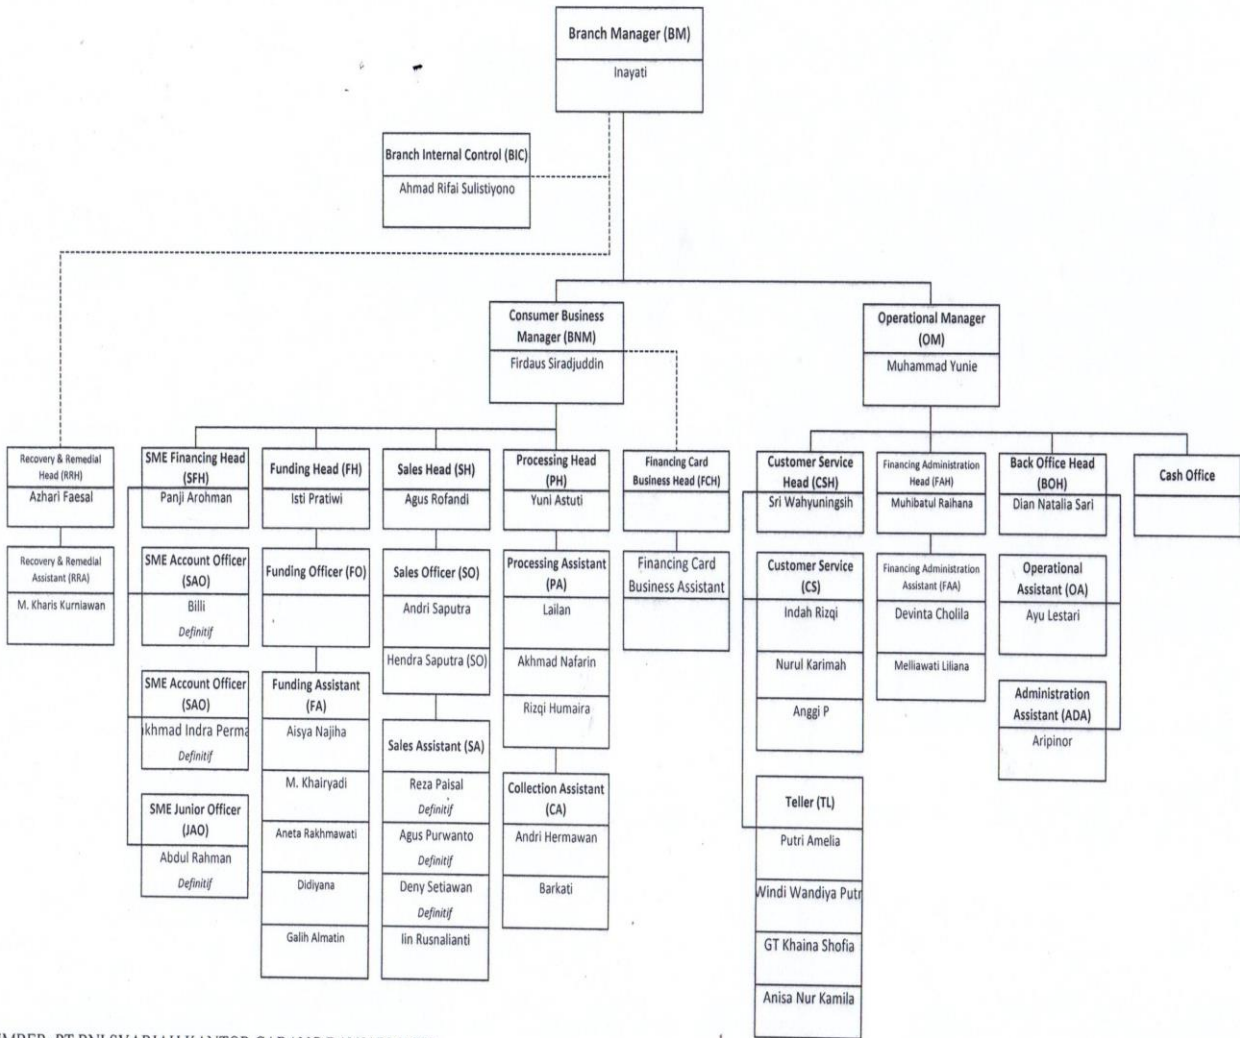 Branch Manager (BM)
Inayati
Branch Internal Control (BIC)
Ahmad Rifai Sulistiyono
Consumer Business
Manager (BNM)
Firdaus Siradjuddin
Operational Manager
(OM)
Muhammad Yunie
Recovery & Remedial
Head (RRH)
Azhari Faesal
Recovery & Remedial
Assistant (RRA)
M. Kharis Kurniawan
SME Financing Head
(SFH)
Panji Arohman
SME Account Officer
(SAO)
Billi
Definitif
SME Account Officer
(SAO)
khmad Indra Perma
Definitif
SME Junior Officer
(JAO)
Abdul Rahman
Definitif
Funding Head (FH)
Isti Pratiwi
Funding Officer (FO)
Funding Assistant
(FA)
Aisya Najiha
M. Khairyadi
Aneta Rakhmawati
Didiyana
Galih Almatin
Sales Head (SH)
Agus Rofandi
Sales Officer (SO)
Andri Saputra
Hendra Saputra (SO)
Sales Assistant (SA)
Reza Paisal
Definitif
Agus Purwanto
Definitif
Deny Setiawan
Definitif
Iin Rusnalianti
Processing Head
(PH)
Yuni Astuti
Processing Assistant
(PA)
Lailan
Akhmad Nafarin
Rizqi Humaira
Collection Assistant
(CA)
Andri Hermawan
Barkati
Financing Card
Business Head (FCH)
Financing Card
Business Assistant
Customer Service
Head (CSH)
Sri Wahyuningsih
Customer Service
(CS)
Indah Rizqi
Nurul Karimah
Anggi P
Teller (TL)
Putri Amelia
Windi Wandiya Putr
GT Khaina Shofia
Anisa Nur Kamila
Financing Administration
Head (FAH)
Muhibatul Raihana
Financing Administration
Assistant (FAA)
Devinta Cholila
Melliawati Liliana
Back Office Head
(BOH)
Dian Natalia Sari
Operational
Assistant (OA)
Ayu Lestari
Administration
Assistant (ADA)
Aripinor
Cash Office